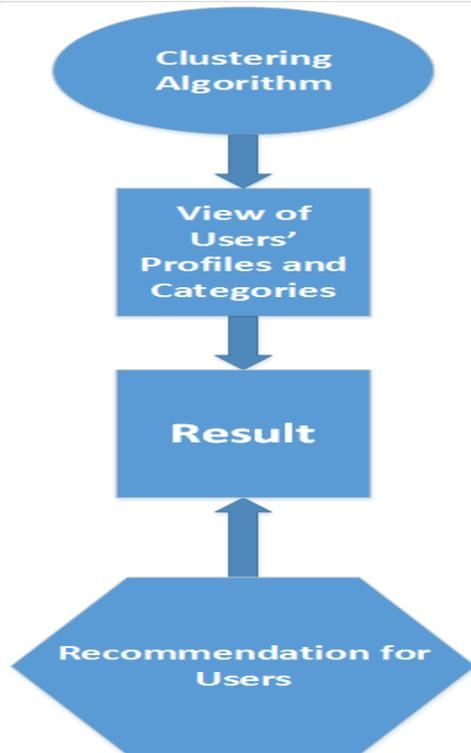 Clustering
Algorithm
View of
Users’
Profiles and
Categories
Result
Recommendation for
Users